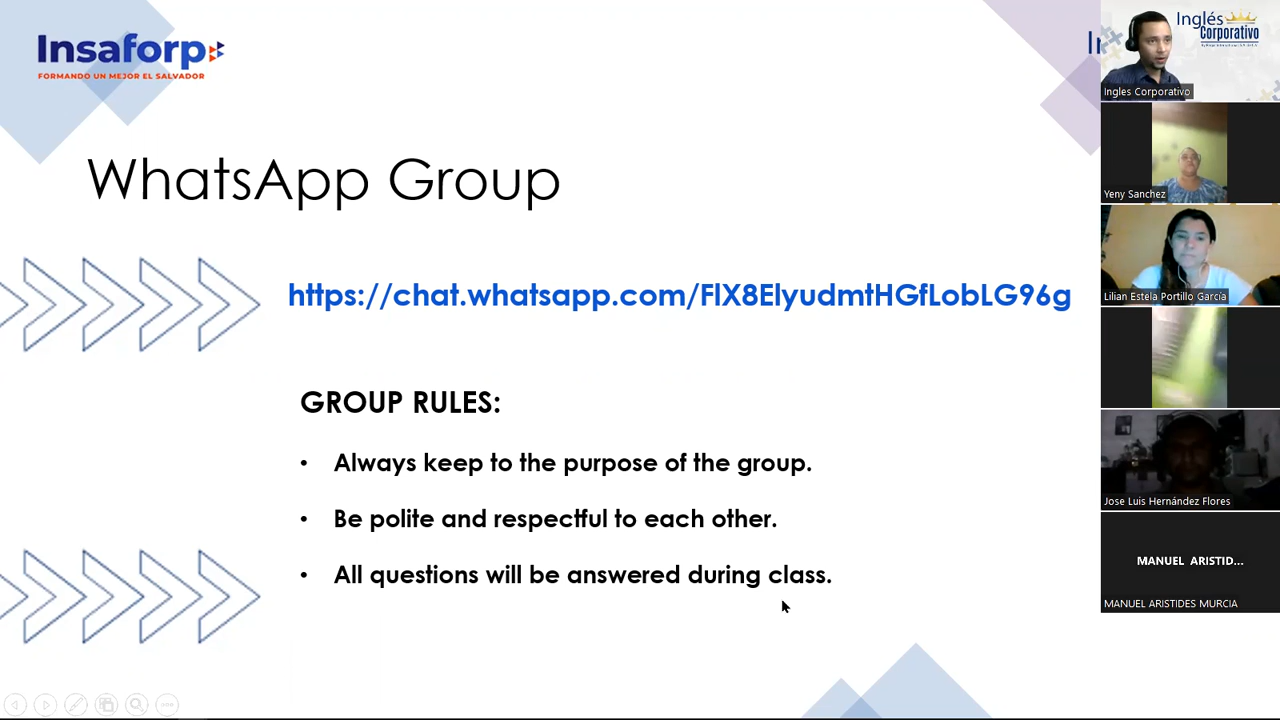 Insaforp
FORMANDO UN MEJOR EL SALVADOR
WhatsApp Group
https://chat.whatsapp.com/FlX8ElyudmtHGfLobLG96g
GROUP RULES:
• Always keep to the purpose of the group.
• Be polite and respectful to each other.
• All questions will be answered during class.
Inglés
Corporativo
Ingles Corporativo
Yeny Sanchez
Lilian Estela Portillo García
Jose Luis Hernández Flores
MANUEL ARISTID...
MANUEL ARISTIDES MURCIA